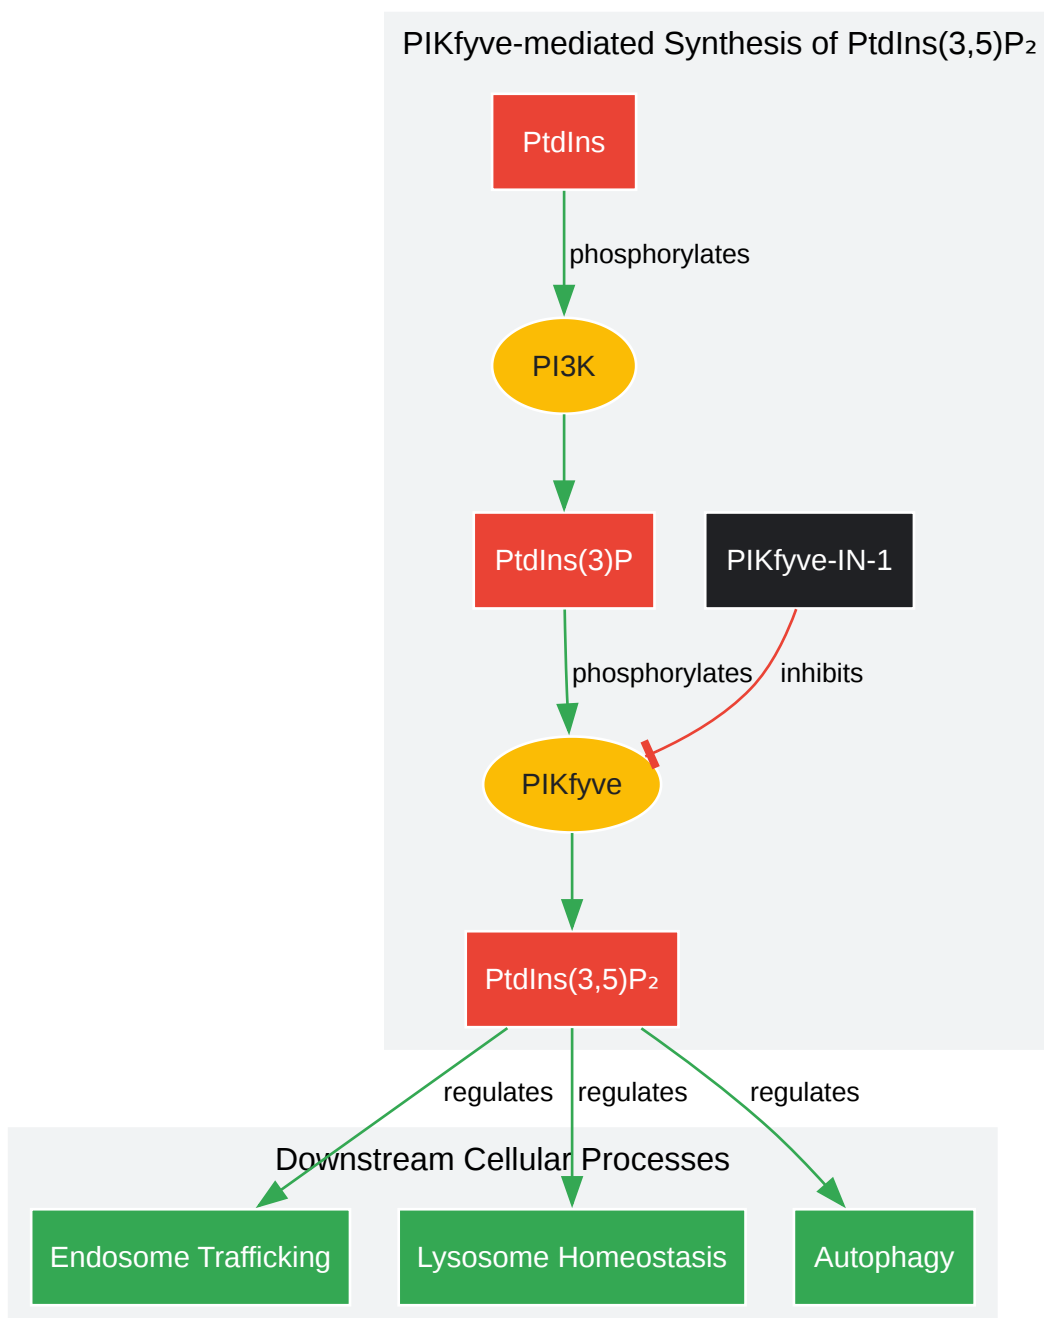 PIKfyve-mediated Synthesis of PtdIns(3,5)P₂
PtdIns
phosphorylates
PI3K
PtdIns(3)P
PIKfyve-IN-1
phosphorylates
inhibits
PIKfyve
PtdIns(3,5)P₂
regulates
regulates
regulates
Downstream Cellular Processes
Endosome Trafficking
Lysosome Homeostasis
Autophagy